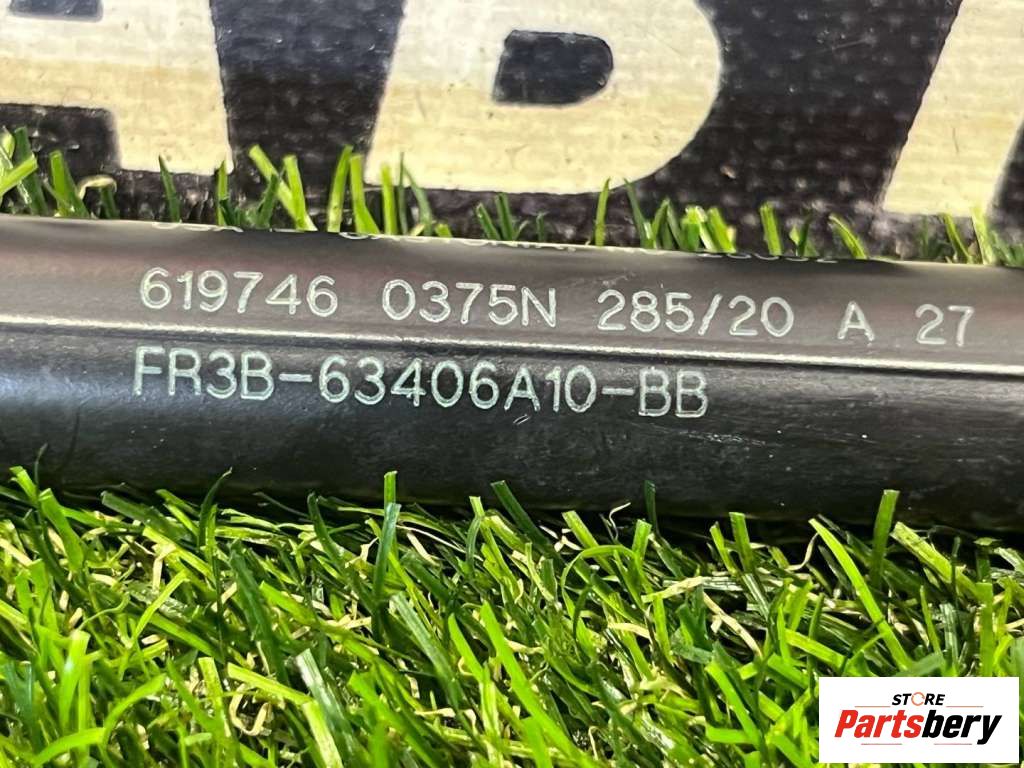 619746 0375N 285/20 A 27
FR3B-63406A10-BB
STORE
Partsbery